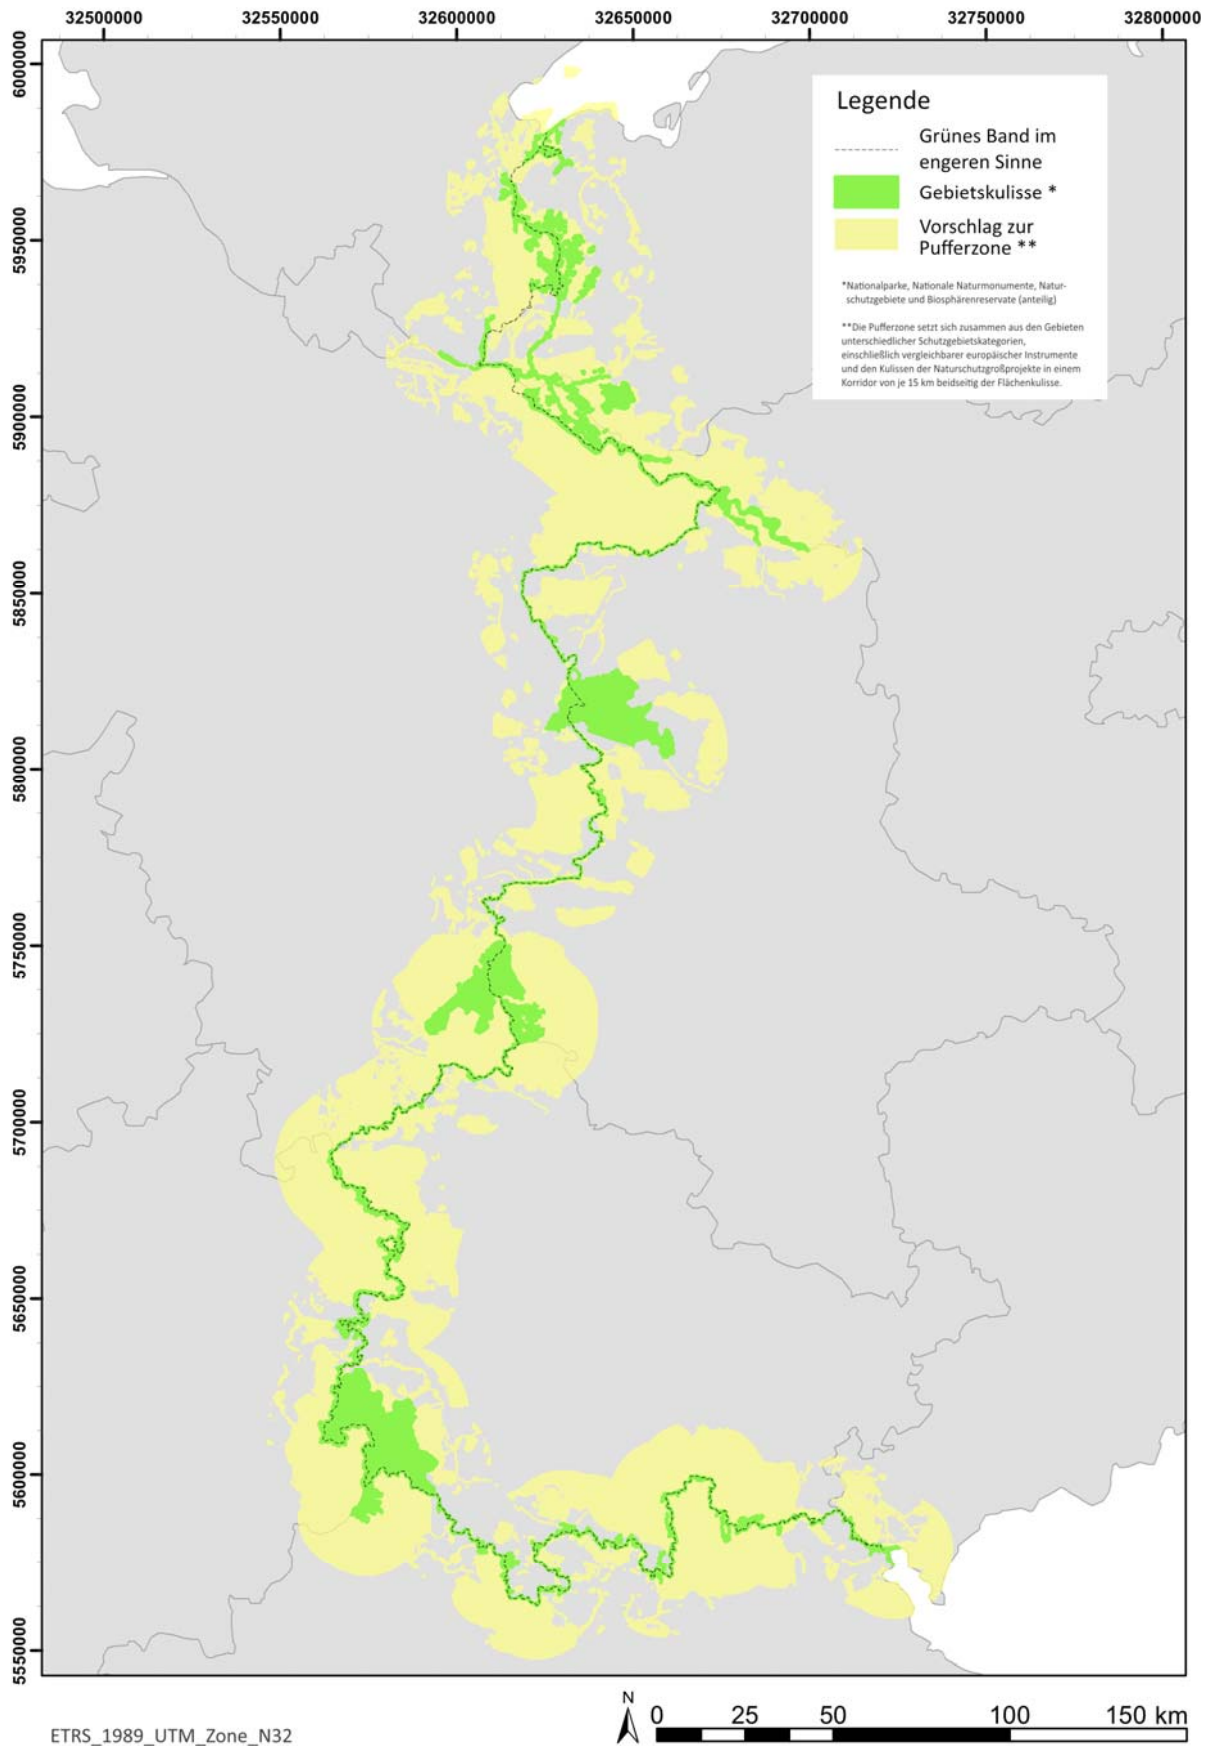 32500000 32550000 32600000 32650000 32700000 32750000 32800000
6000000
5950000
5900000
5850000
5800000
5750000
5700000
5650000
5600000
5550000
Legende
Grünes Band im
engeren Sinne
Gebietskulisse *
Vorschlag zur
Pufferzone **
*Nationalparke, Nationale Naturmonumente, Natur-
schutzgebiete und Biosphärenreservate (anteilig)
**Die Pufferzone setzt sich zusammen aus den Gebieten
unterschiedlicher Schutzgebietskategorien,
einschließlich vergleichbarer europäischer Instrumente
und den Kulissen der Naturschutzgroßprojekte in einem
Korridor von je 15 km beidseitig der Flächenkulisse.
N
0 25 50 100 150 km
ETRS_1989_UTM_Zone_N32